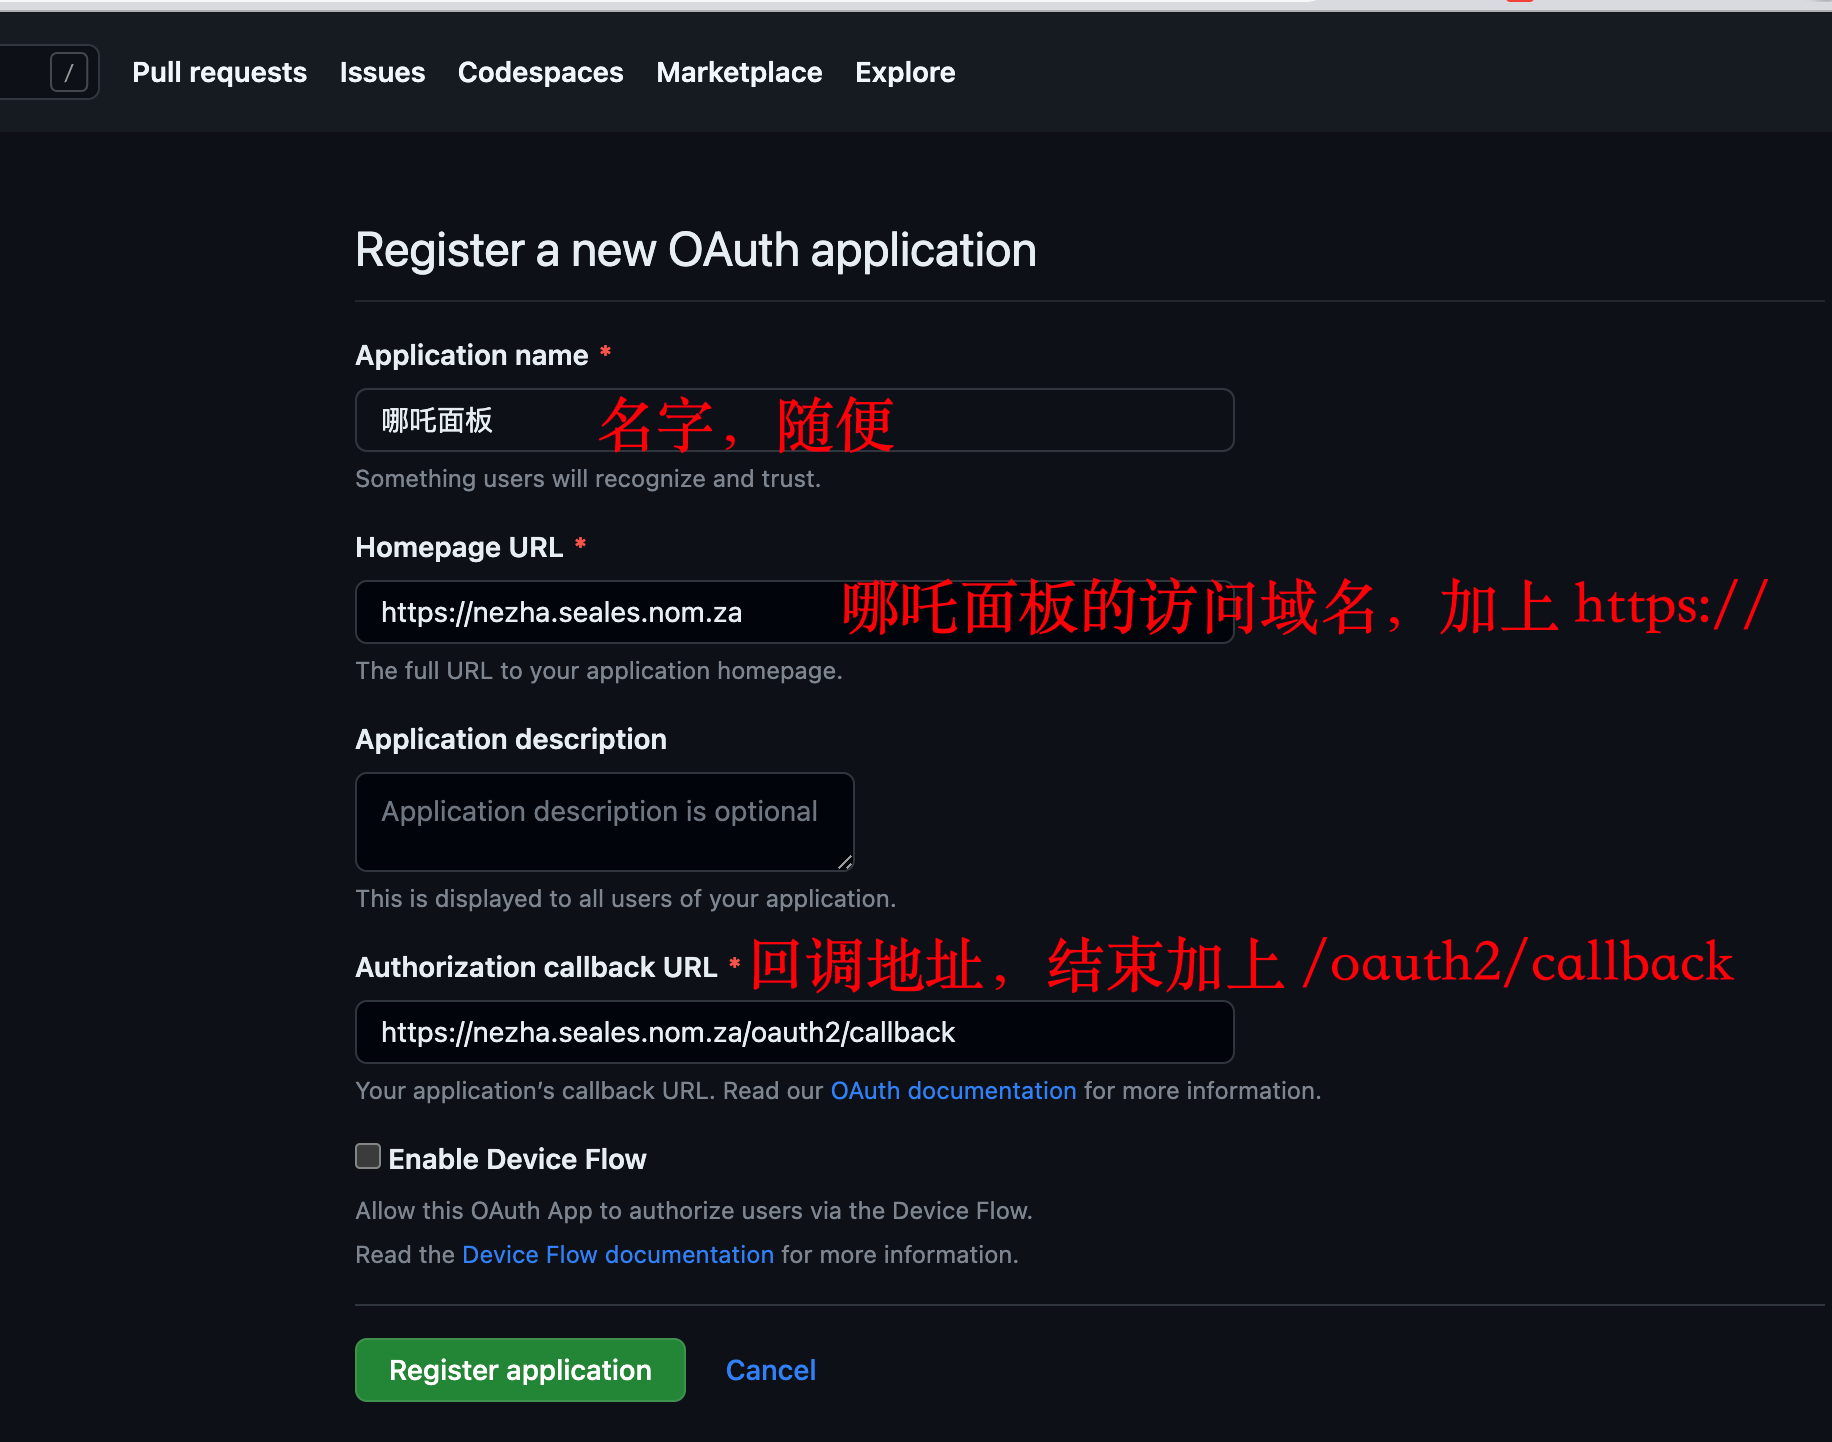 / Pull requests Issues Codespaces Marketplace Explore
Register a new OAuth application
Application name *
哪吒面板 名字，随便
Something users will recognize and trust.
Homepage URL *
https://nezha.seales.nom.za 哪吒面板的访问域名，加上 https://
The full URL to your application homepage.
Application description
Application description is optional
This is displayed to all users of your application.
Authorization callback URL * 回调地址，结束加上 /oauth2/callback
https://nezha.seales.nom.za/oauth2/callback
Your application’s callback URL. Read our OAuth documentation for more information.
Enable Device Flow
Allow this OAuth App to authorize users via the Device Flow.
Read the Device Flow documentation for more information.
Register application Cancel